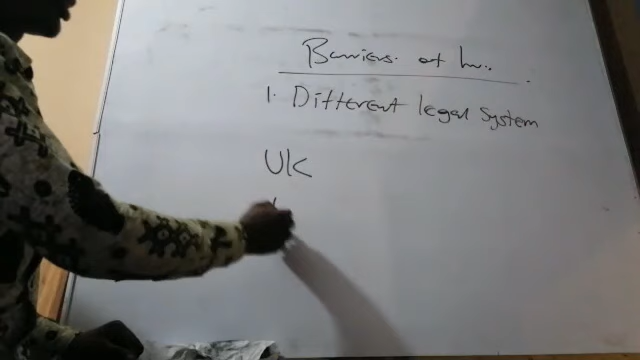 Barriers. of
1. Different legal System
UK